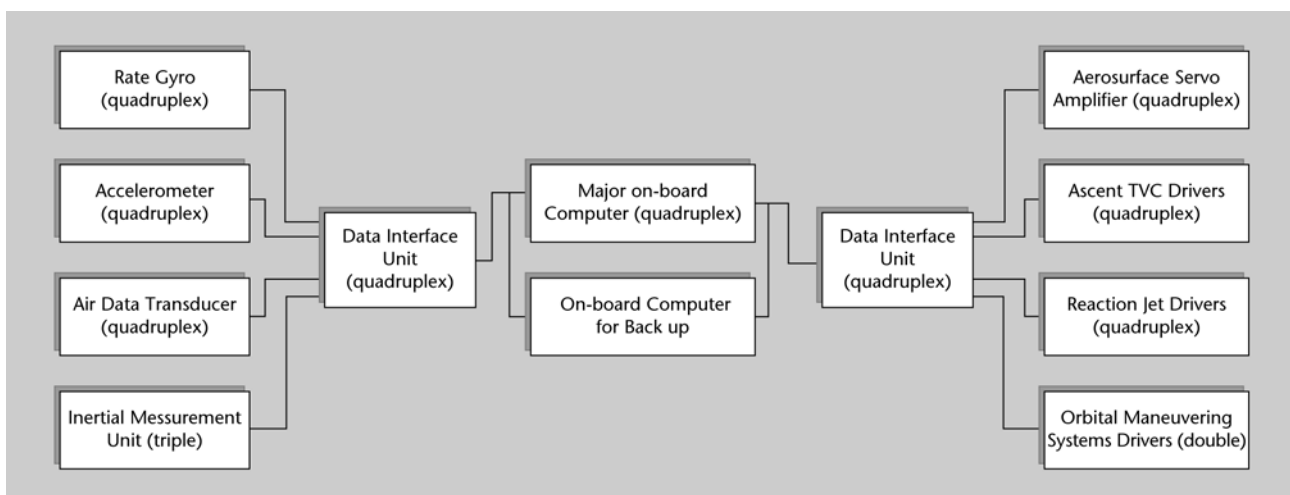 Rate Gyro
(quadruplex)
Accelerometer
(quadruplex)
Air Data Transducer
(quadruplex)
Inertial Messurement
Unit (triple)
Data Interface
Unit
(quadruplex)
Major on-board
Computer (quadruplex)
On-board Computer
for Back up
Data Interface
Unit
(quadruplex)
Aerosurface Servo
Amplifier (quadruplex)
Ascent TVC Drivers
(quadruplex)
Reaction Jet Drivers
(quadruplex)
Orbital Maneuvering
Systems Drivers (double)